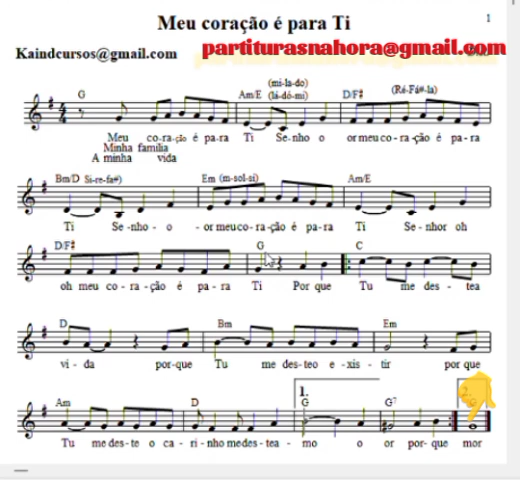 Meu coração é para Ti
1
Kaindcursos@gmail.com partiturasnahora@gmail.com
(mi-la-do) (Ré-Fá#-la)
G Am/E (lá-dó-mi) D/F#
Meu co-ra-ção é pa-ra Ti Se-nho o or meu co-ra-ção é pa-ra
Minha família
A minha vida
Bm/D Si-re-fa#) Em (m-sol-si) Am/E
Ti Se-nho-o -or meu co-ra-ção é pa-ra Ti Se-nhor oh
D/F# G C
oh meu co-ra-ção é pa-ra Ti Por que Tu me des-tea
D Bm Em
vi-da por-que Tu me des-teo e-xis-tir por que
1. 2.
Am D G G7
Tu me des-te o ca-ri-nho me des-tea-mo o or por-que mor